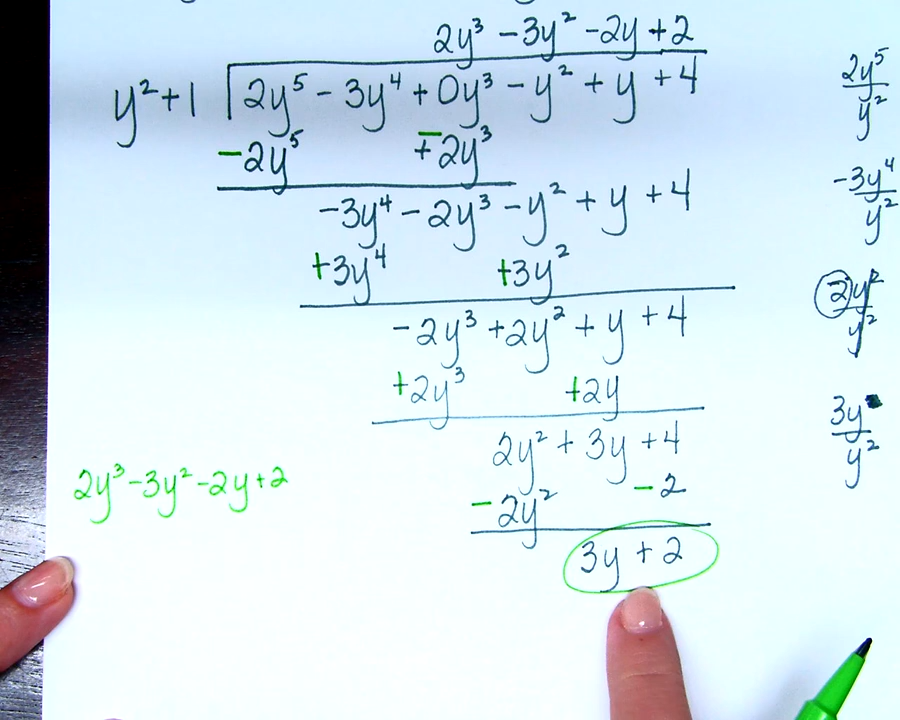 2y³ - 3y² - 2y + 2
y² + 1 | 2y⁵ - 3y⁴ + 0y³ - y² + y + 4
- 2y⁵ + 2y³
-3y⁴ - 2y³ - y² + y + 4
+3y⁴ +3y²
-2y³ + 2y² + y + 4
+2y³ +2y
2y² + 3y + 4
- 2y² - 2
3y + 2
2y³ - 3y² - 2y + 2
2y⁵
y²
-3y⁴
y²
2y²
y²
3y
y²